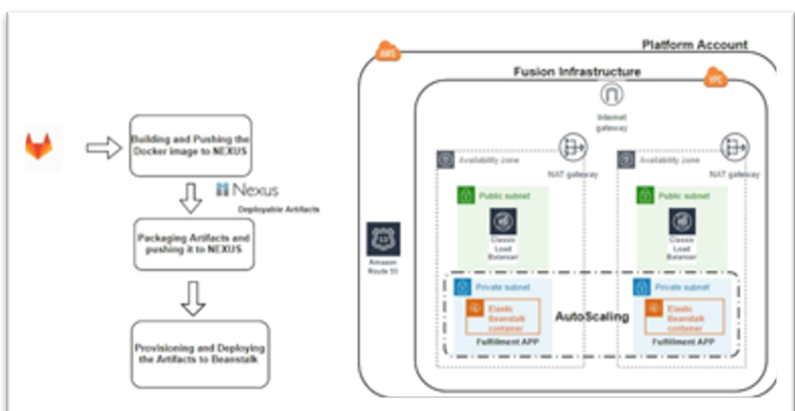 Platform Account
AWS
Fusion Infrastructure
VPC
Internet
gateway
Building and Pushing the
Docker image to NEXUS
Nexus
Deployable Artifacts
Packaging Artifacts and
pushing it to NEXUS
Provisioning and Deploying
the Artifacts to Beanstalk
Amazon
Route 53
Availability zone
NAT gateway
Public subnet
Classic
Load
Balancer
Private subnet
Elastic
Beanstalk
container
Fulfillment APP
AutoScaling
Availability zone
NAT gateway
Public subnet
Classic
Load
Balancer
Private subnet
Elastic
Beanstalk
container
Fulfillment APP